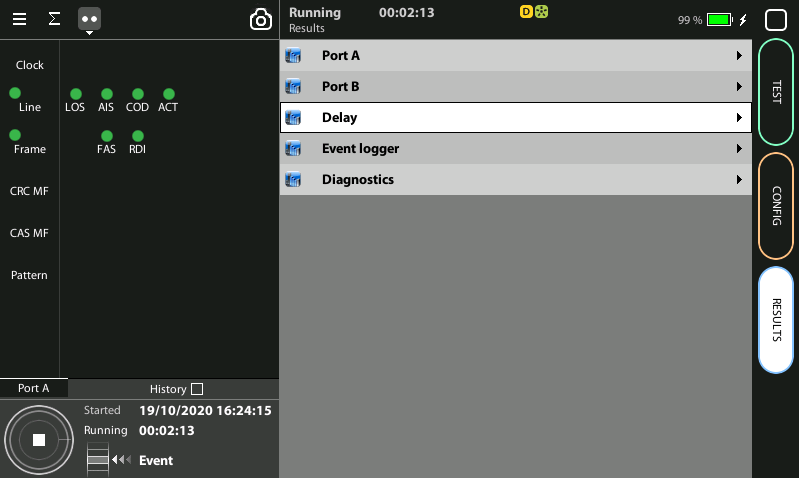 Σ
Running 00:02:13
Results
D
99 %
Clock
Line LOS AIS COD ACT
Frame FAS RDI
CRC MF
CAS MF
Pattern
Port A
Port B
Delay
Event logger
Diagnostics
TEST
CONFIG
RESULTS
Port A History
Started 19/10/2020 16:24:15
Running 00:02:13
Event